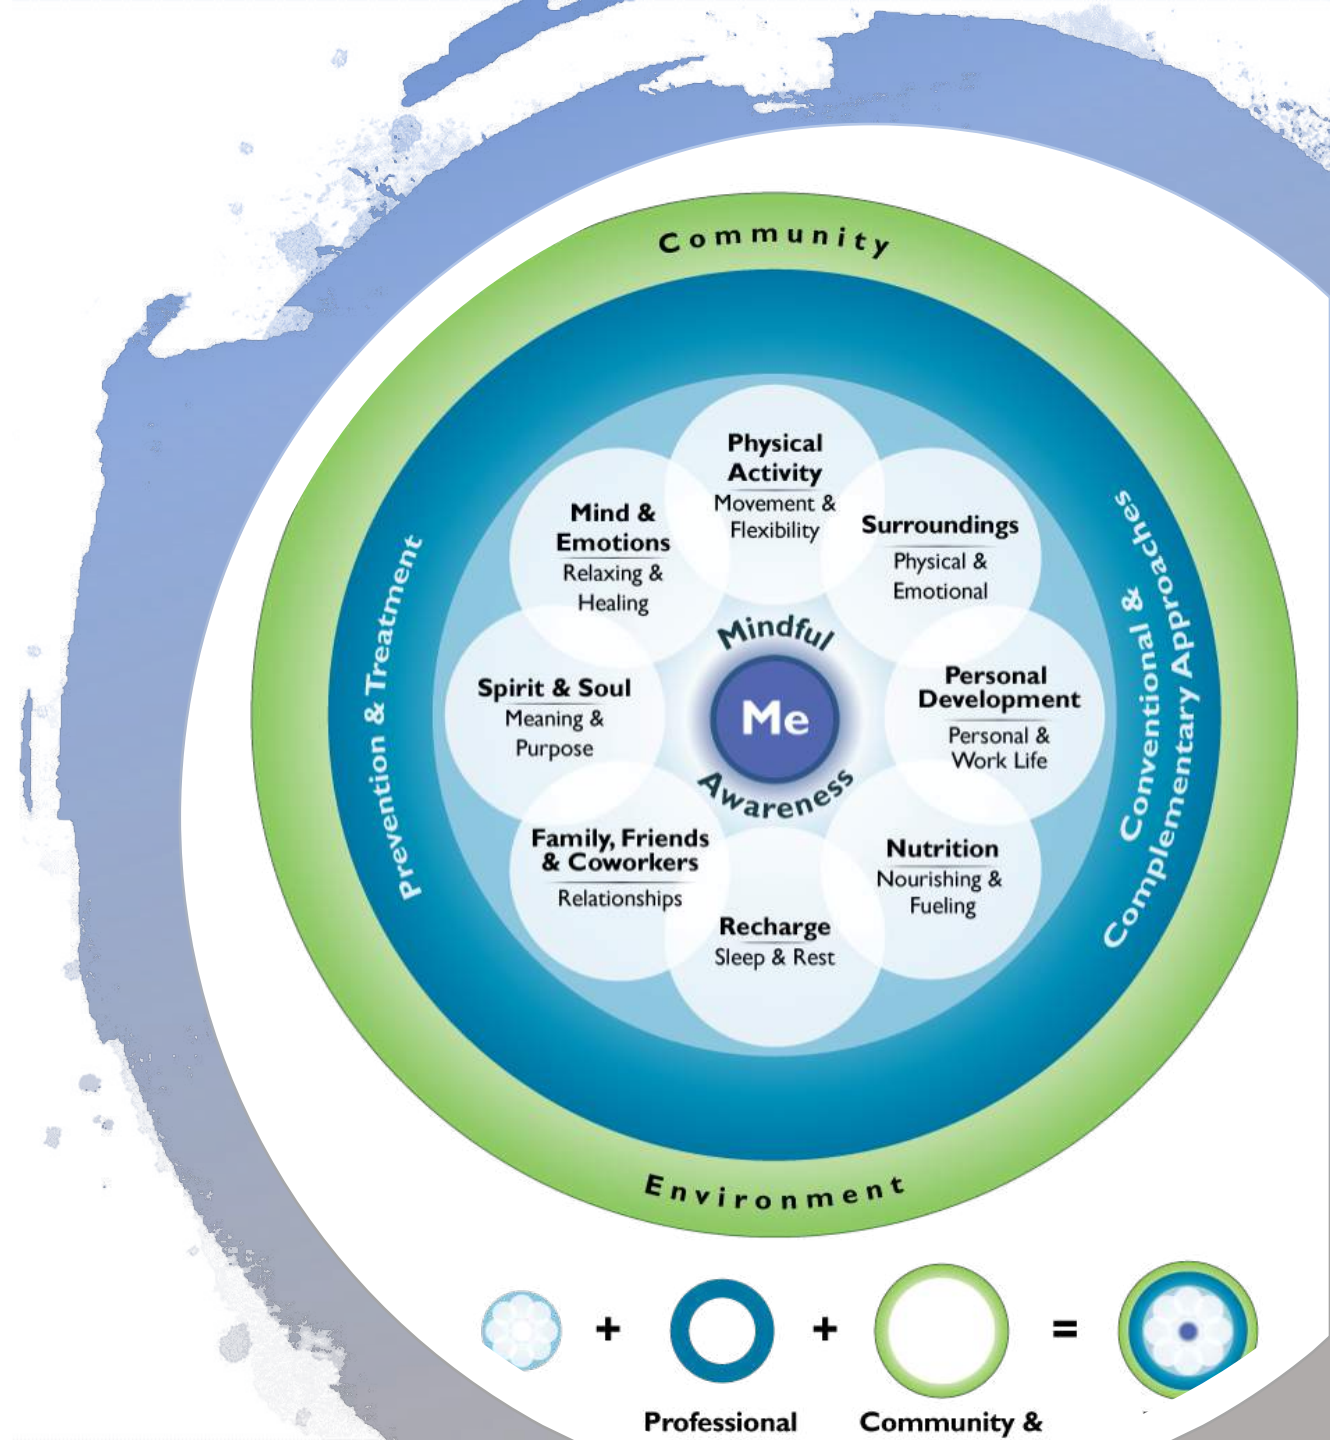 Community
Physical
Activity
Movement &
Flexibility
Mind &
Emotions
Relaxing &
Healing
Surroundings
Physical &
Emotional
Prevention & Treatment
Conventional &
Complementary Approaches
Mindful
Me
Awareness
Spirit & Soul
Meaning &
Purpose
Personal
Development
Personal &
Work Life
Family, Friends
& Coworkers
Relationships
Nutrition
Nourishing &
Fueling
Recharge
Sleep & Rest
Environment
+ + =
Professional Community &